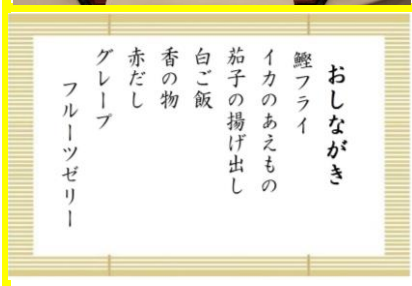 おしながき
鰹フライ
イカのあえもの
茄子の揚げ出し
白ご飯
香の物
赤だし
グレープ
フルーツゼリー